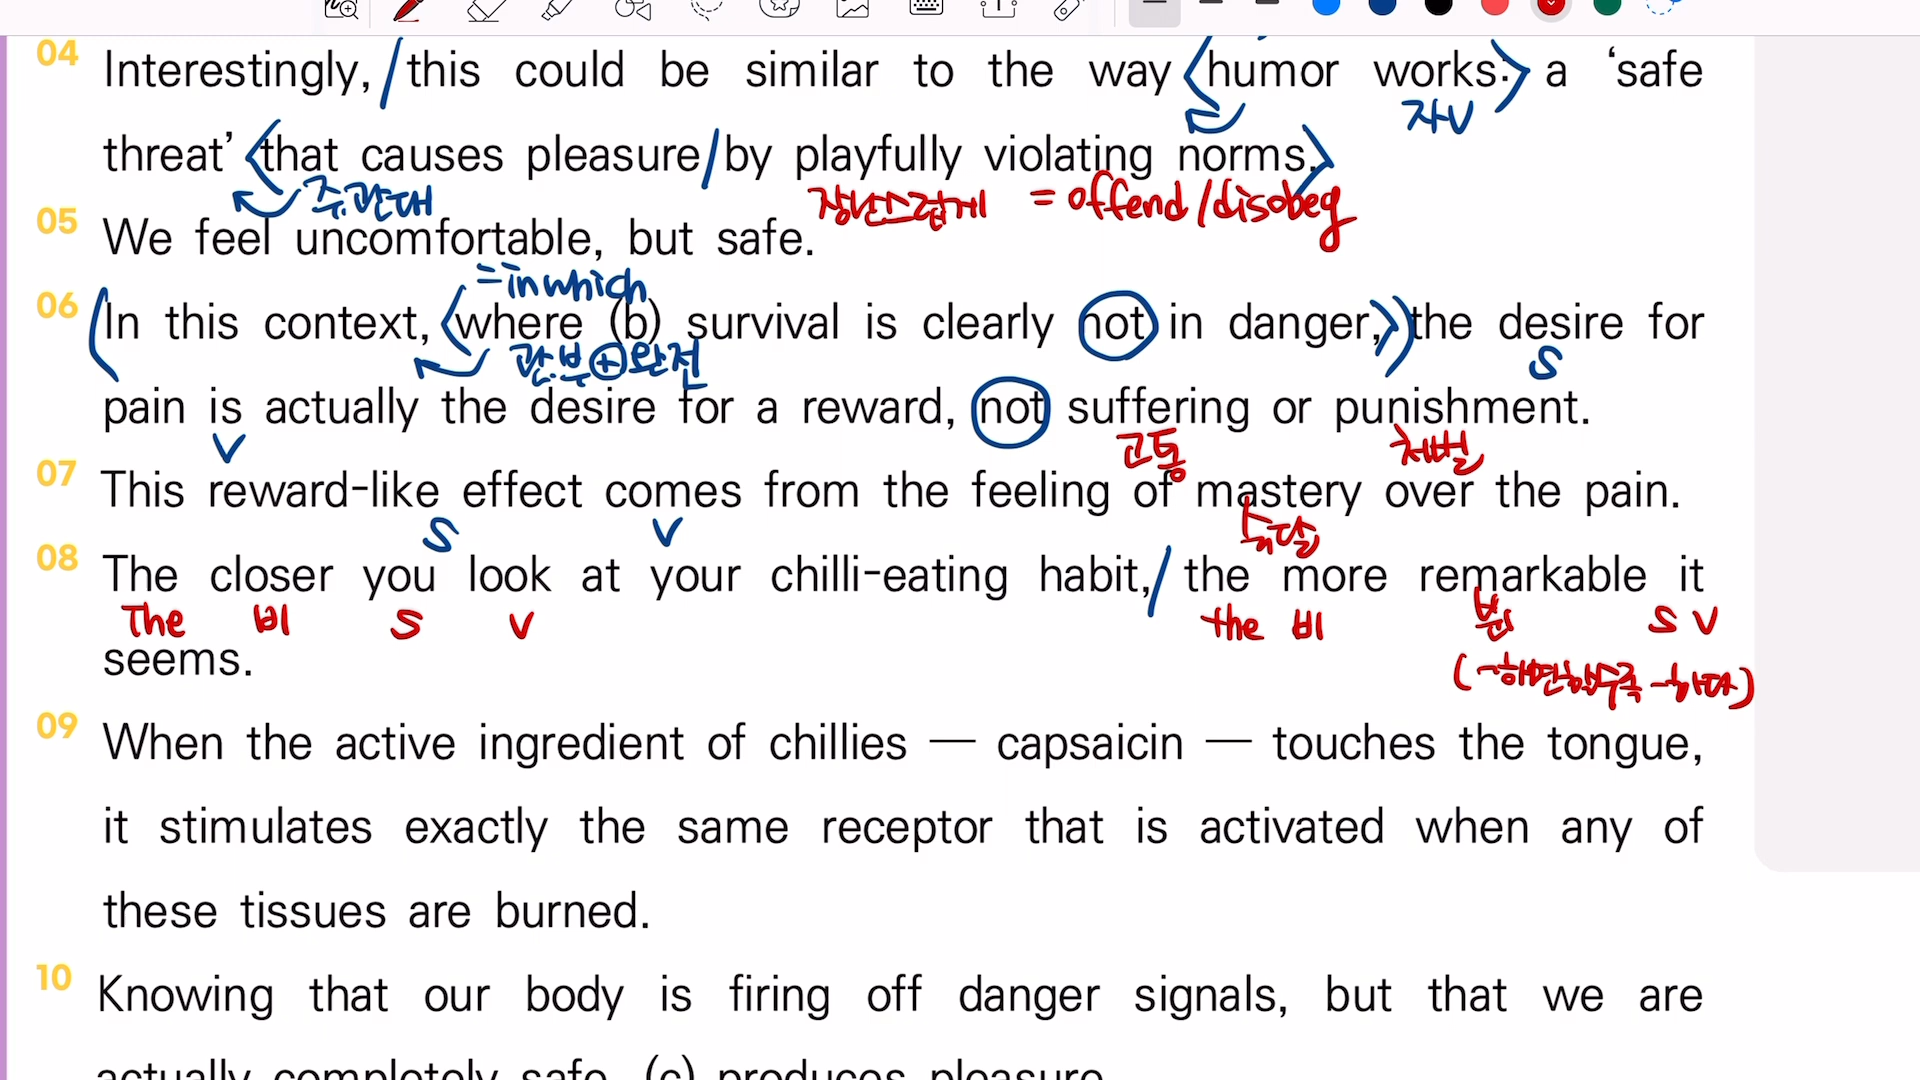 04 Interestingly, this could be similar to the way humor works: a ‘safe
자V
threat’ that causes pleasure by playfully violating norms.
주.관대 장난스럽게 = offend/disobey
05 We feel uncomfortable, but safe.
=in which
06 In this context, where (b) survival is clearly not in danger, the desire for
관.부+완전 S
pain is actually the desire for a reward, not suffering or punishment.
V 고통 처벌
07 This reward-like effect comes from the feeling of mastery over the pain.
S V 숙달
08 The closer you look at your chilli-eating habit, the more remarkable it
The 비 S V the 비 S V
seems.
(~하면 할수록 ~하다)
09 When the active ingredient of chillies — capsaicin — touches the tongue,
it stimulates exactly the same receptor that is activated when any of
these tissues are burned.
10 Knowing that our body is firing off danger signals, but that we are
actually completely safe, (c) produces pleasure.